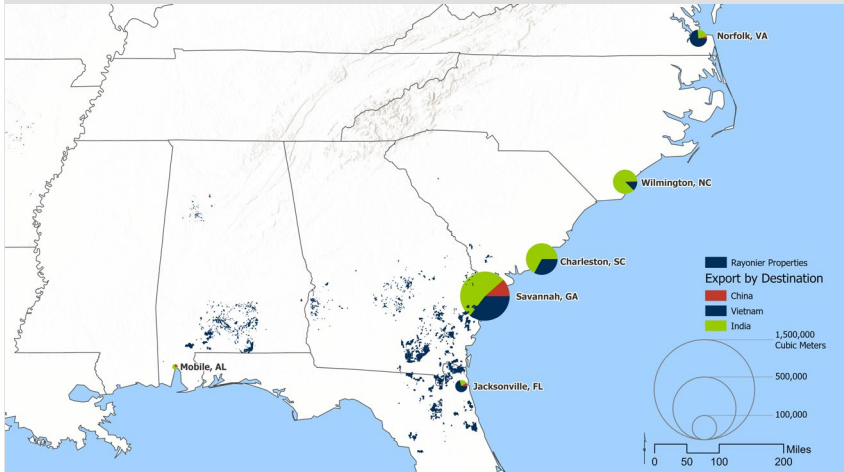 Norfolk, VA
Wilmington, NC
Charleston, SC
Savannah, GA
Mobile, AL
Jacksonville, FL
Rayonier Properties
Export by Destination
China
Vietnam
India
1,500,000
Cubic Meters
500,000
100,000
Miles
0 50 100 200